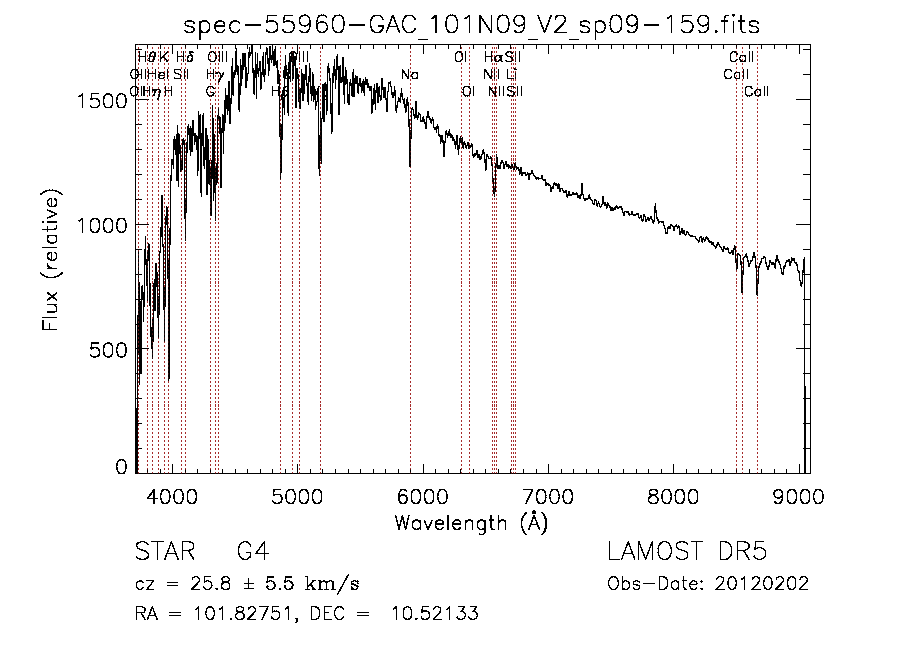 spec-55960-GAC_101N09_V2_sp09-159.fits
Hθ K Hδ OIII OIII OI Hα SII CaII
OII HeI SII Hγ NII Li CaII
OII Hη H G Hβ Na OI NII SII CaII
1500
1000
500
0
Flux (relative)
4000 5000 6000 7000 8000 9000
Wavelength (Å)
STAR G4 LAMOST DR5
cz = 25.8 ± 5.5 km/s Obs-Date: 20120202
RA = 101.82751, DEC = 10.52133